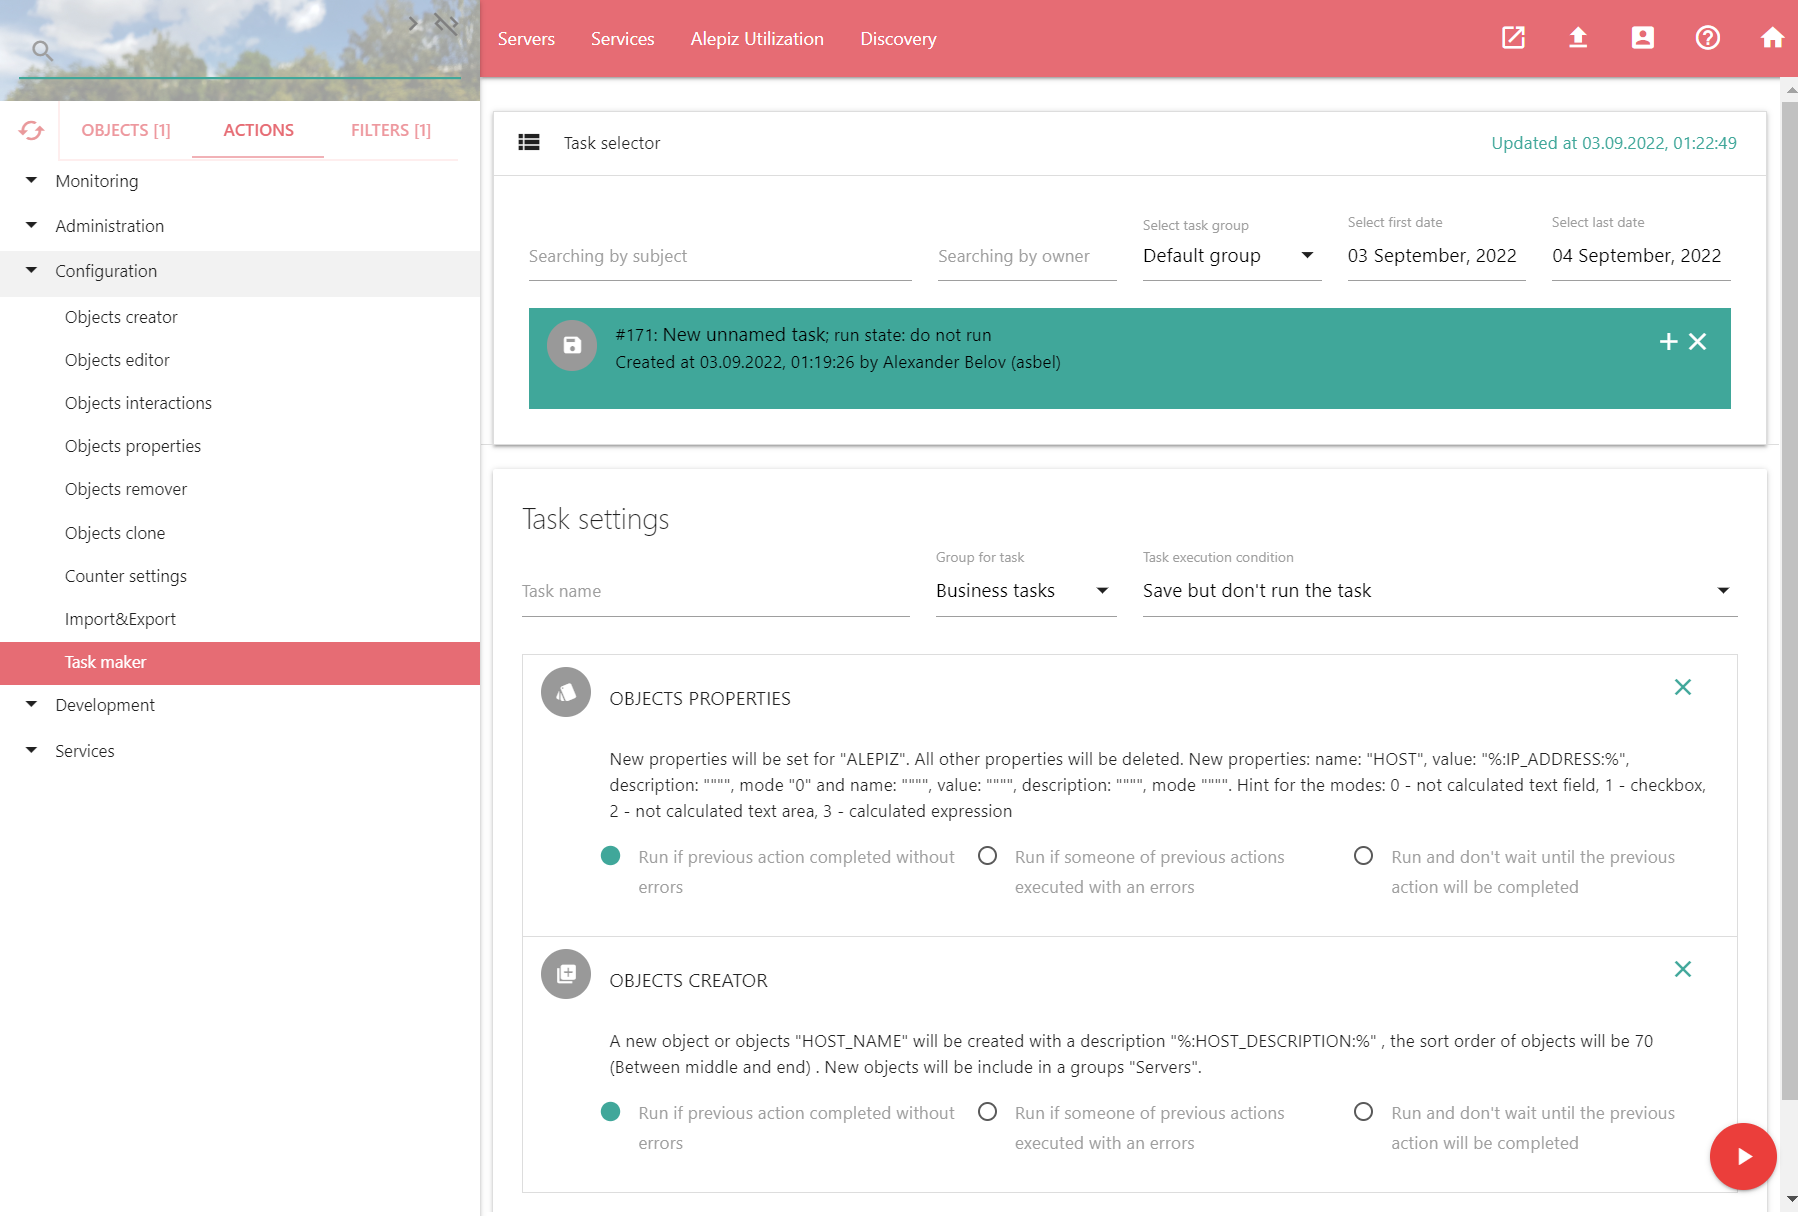 Servers Services Alepiz Utilization Discovery
OBJECTS [1] ACTIONS FILTERS [1]
Monitoring
Administration
Configuration
Objects creator
Objects editor
Objects interactions
Objects properties
Objects remover
Objects clone
Counter settings
Import&Export
Task maker
Development
Services
Task selector
Updated at 03.09.2022, 01:22:49
Select task group Select first date Select last date
Searching by subject Searching by owner Default group 03 September, 2022 04 September, 2022
#171: New unnamed task; run state: do not run
Created at 03.09.2022, 01:19:26 by Alexander Belov (asbel)
Task settings
Group for task Task execution condition
Task name Business tasks Save but don't run the task
OBJECTS PROPERTIES
New properties will be set for "ALEPIZ". All other properties will be deleted. New properties: name: "HOST", value: "%:IP_ADDRESS:%",
description: """", mode "0" and name: """", value: """", description: """", mode """". Hint for the modes: 0 - not calculated text field, 1 - checkbox,
2 - not calculated text area, 3 - calculated expression
Run if previous action completed without errors
Run if someone of previous actions executed with an errors
Run and don't wait until the previous action will be completed
OBJECTS CREATOR
A new object or objects "HOST_NAME" will be created with a description "%:HOST_DESCRIPTION:%" , the sort order of objects will be 70
(Between middle and end) . New objects will be include in a groups "Servers".
Run if previous action completed without errors
Run if someone of previous actions executed with an errors
Run and don't wait until the previous action will be completed